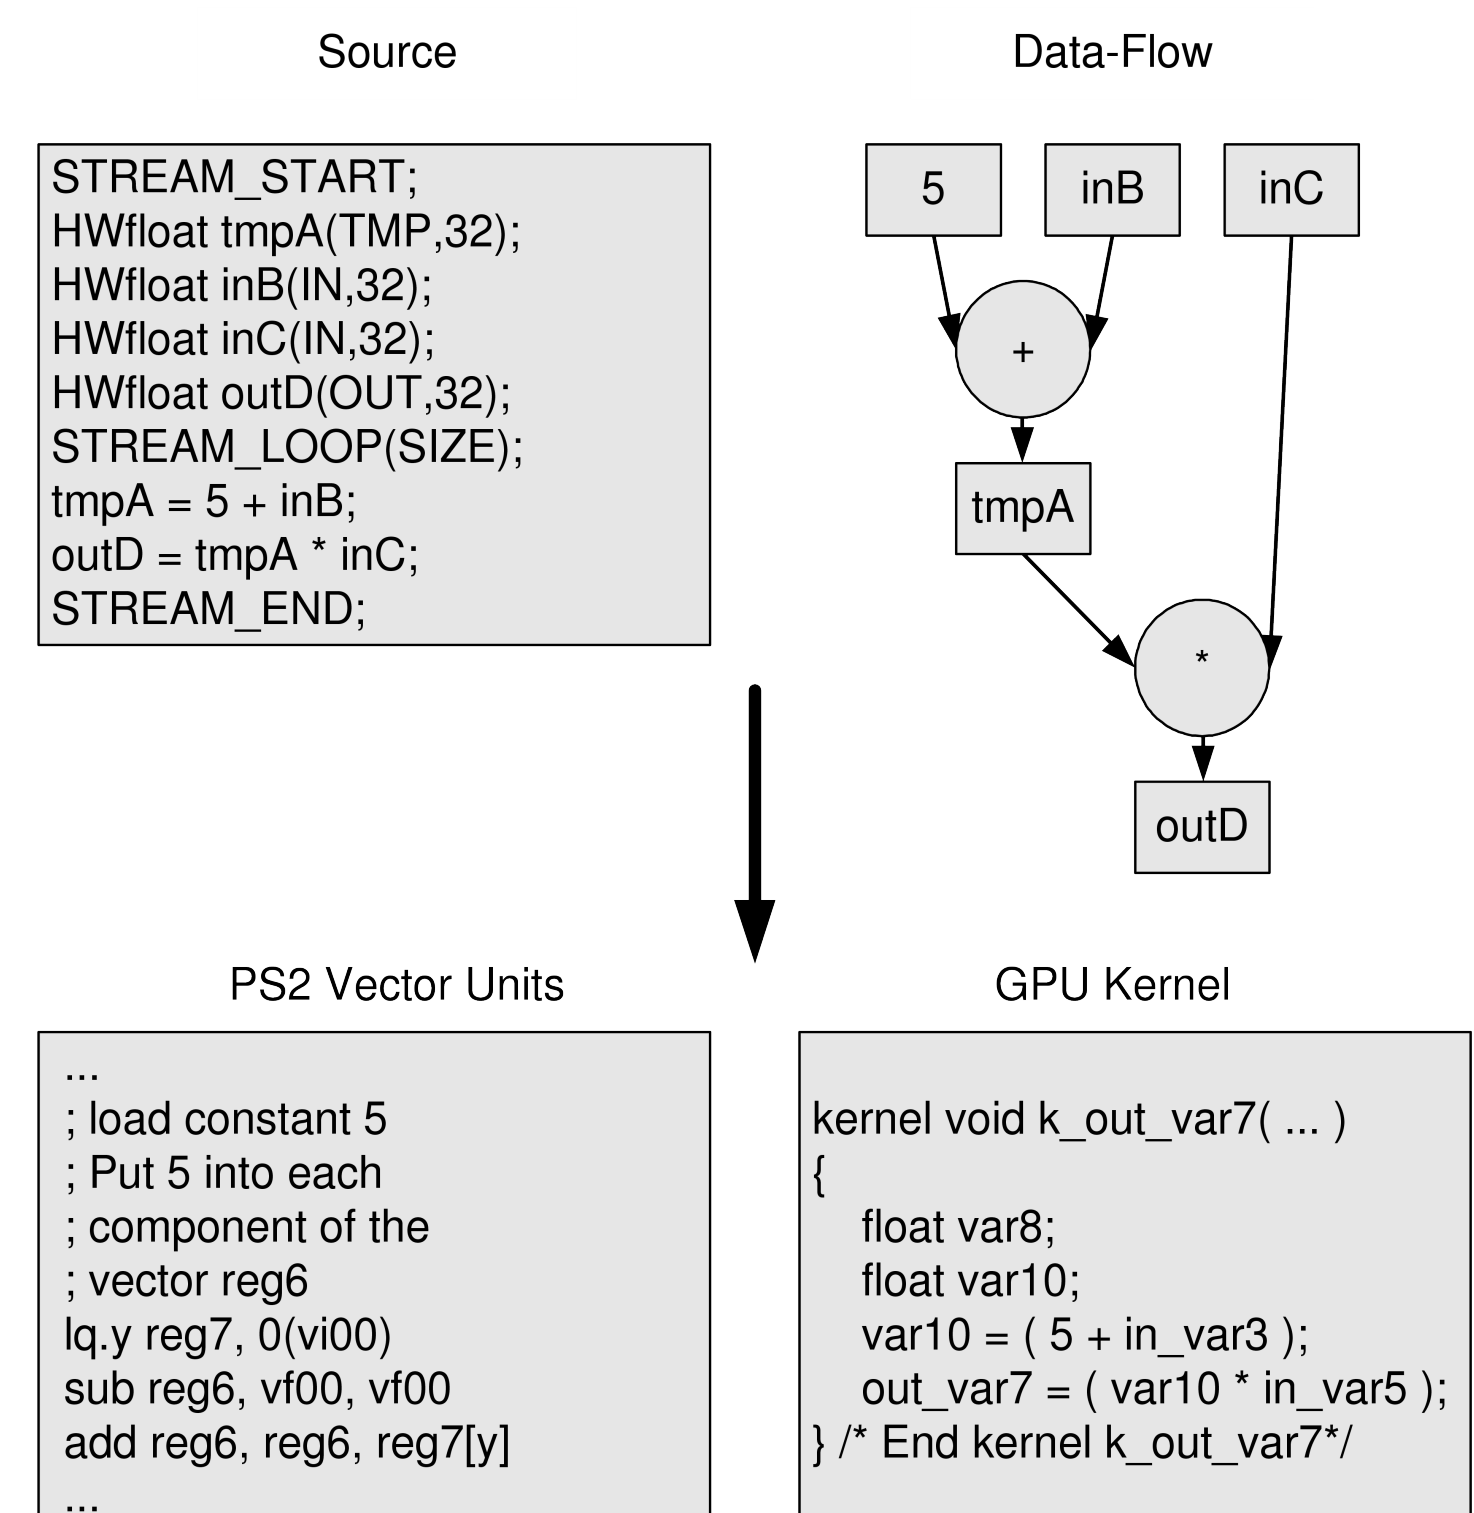 Source
STREAM_START;
HWfloat tmpA(TMP,32);
HWfloat inB(IN,32);
HWfloat inC(IN,32);
HWfloat outD(OUT,32);
STREAM_LOOP(SIZE);
tmpA = 5 + inB;
outD = tmpA * inC;
STREAM_END;
Data-Flow
5 inB inC
+
tmpA
*
outD
PS2 Vector Units
...
; load constant 5
; Put 5 into each
; component of the
; vector reg6
lq.y reg7, 0(vi00)
sub reg6, vf00, vf00
add reg6, reg6, reg7[y]
...
GPU Kernel
kernel void k_out_var7( ... )
{
float var8;
float var10;
var10 = ( 5 + in_var3 );
out_var7 = ( var10 * in_var5 );
} /* End kernel k_out_var7*/